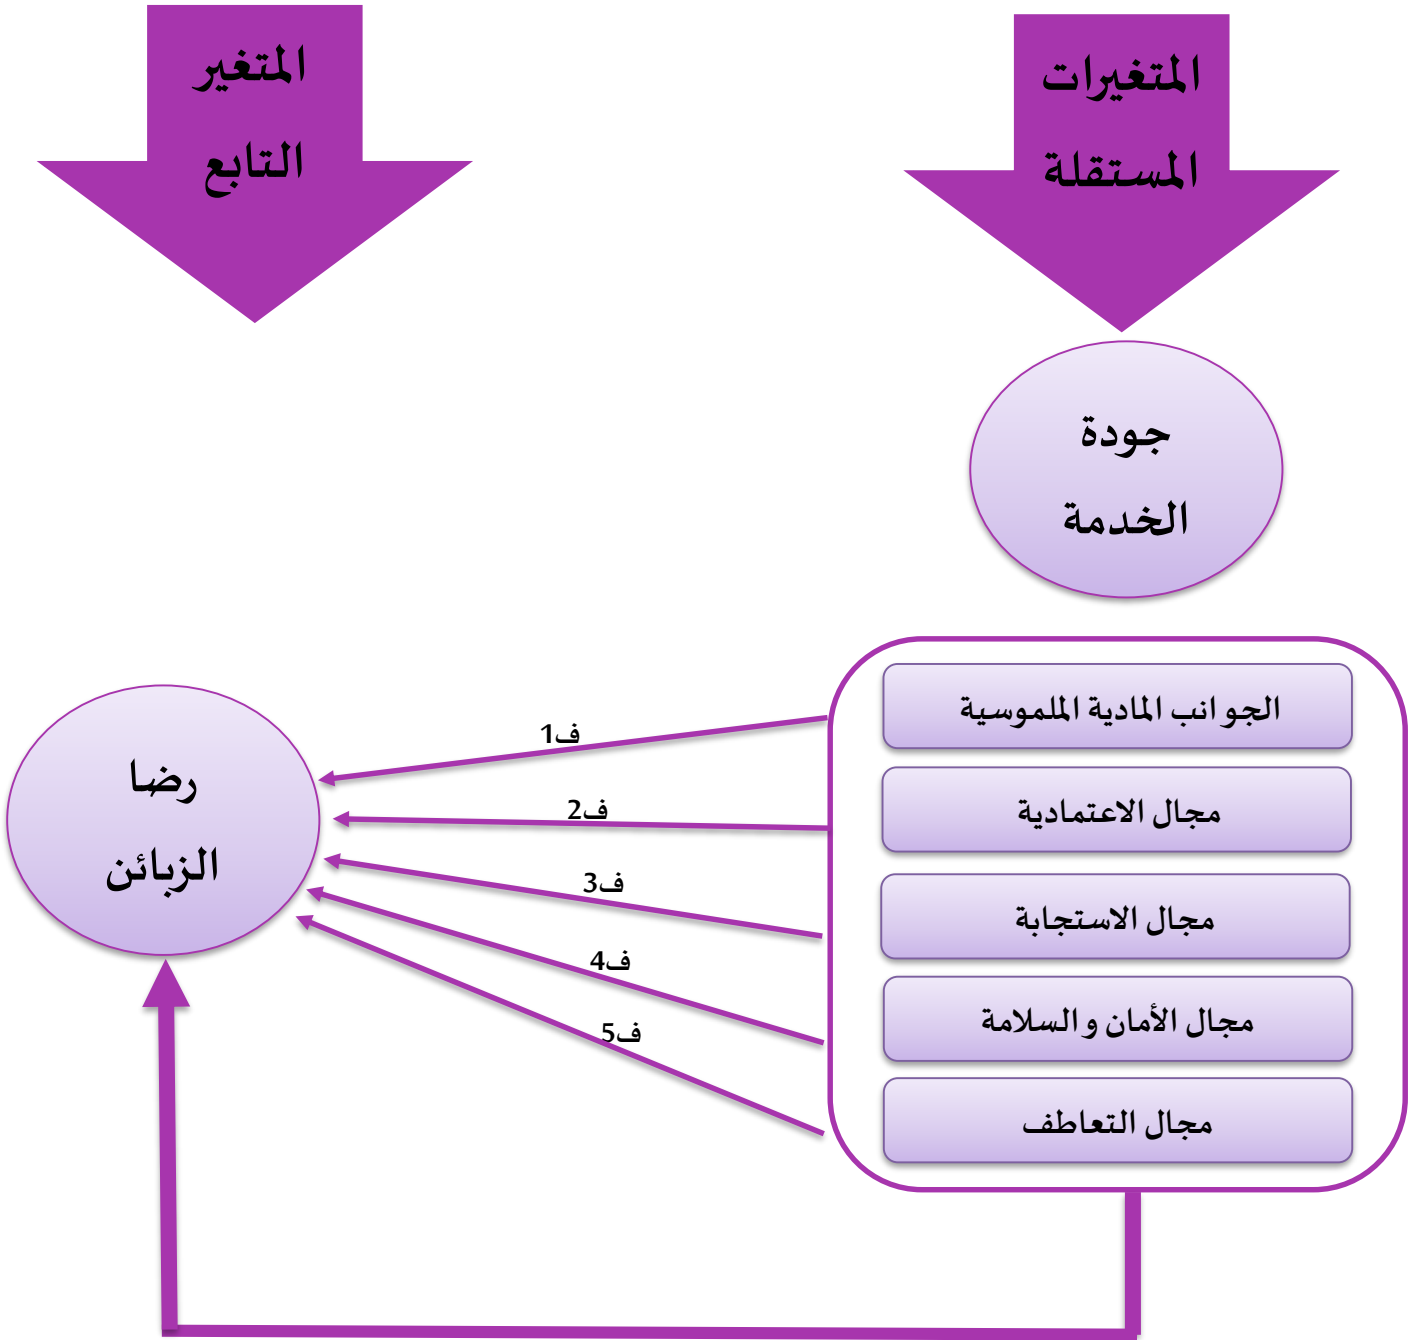 المتغيرات
المستقلة
المتغير
التابع
جودة
الخدمة
الجوانب المادية الملموسية
مجال الاعتمادية
مجال الاستجابة
مجال الأمان والسلامة
مجال التعاطف
ف1
ف2
ف3
ف4
ف5
رضا
الزبائن